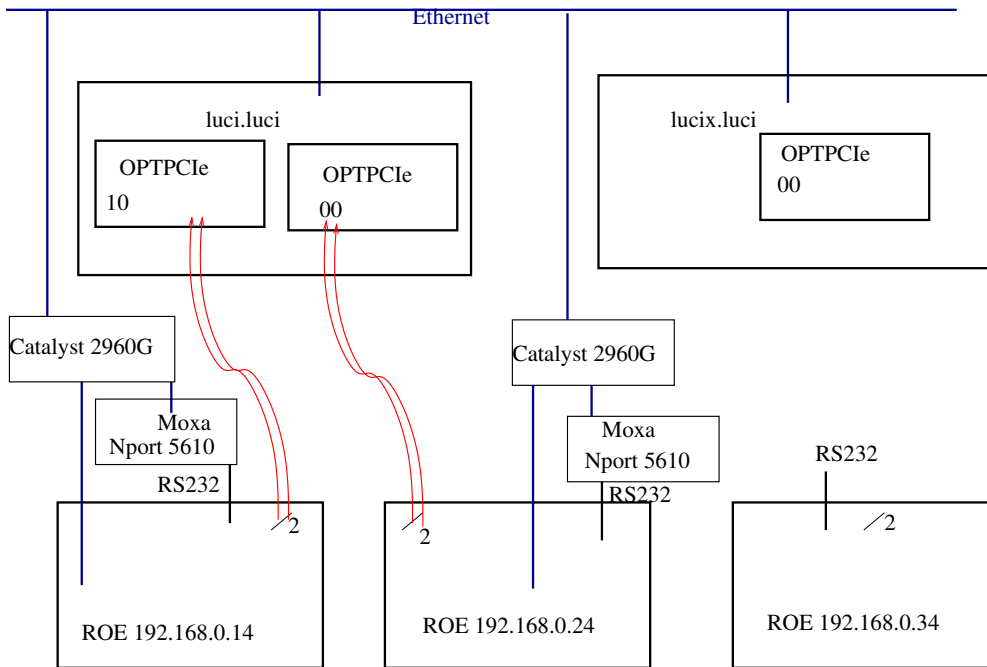 Ethernet
luci.luci
lucix.luci
OPTPCIe
10
OPTPCIe
00
OPTPCIe
00
Catalyst 2960G
Catalyst 2960G
Moxa
Nport 5610
Moxa
Nport 5610
RS232
RS232
RS232
2
2
2
ROE 192.168.0.14
ROE 192.168.0.24
ROE 192.168.0.34